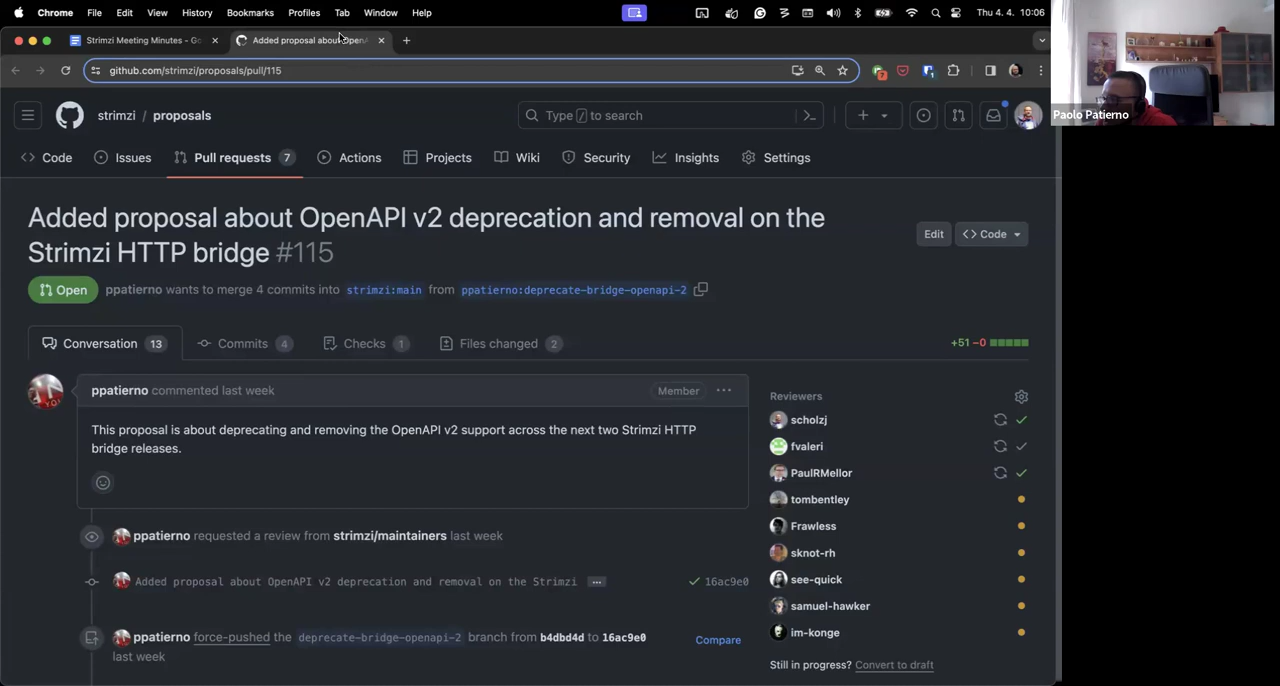 Chrome File Edit View History Bookmarks Profiles Tab Window Help Thu 4. 4. 10:06
Strimzi Meeting Minutes - Go
Added proposal about OpenA
github.com/strimzi/proposals/pull/115
7
Paolo Patierno
strimzi / proposals
Type / to search
Code Issues Pull requests 7 Actions Projects Wiki Security Insights Settings
Added proposal about OpenAPI v2 deprecation and removal on the
Strimzi HTTP bridge #115
Edit <> Code
Open ppatierno wants to merge 4 commits into strimzi:main from ppatierno:deprecate-bridge-openapi-2
Conversation 13 Commits 4 Checks 1 Files changed 2
+51 −0
ppatierno commented last week
Member ...
This proposal is about deprecating and removing the OpenAPI v2 support across the next two Strimzi HTTP
bridge releases.
ppatierno requested a review from strimzi/maintainers last week
Added proposal about OpenAPI v2 deprecation and removal on the Strimzi ... 16ac9e0
ppatierno force-pushed the deprecate-bridge-openapi-2 branch from b4dbd4d to 16ac9e0
last week
Compare
Reviewers
scholzj
fvaleri
PaulRMellor
tombentley
Frawless
sknot-rh
see-quick
samuel-hawker
im-konge
Still in progress? Convert to draft